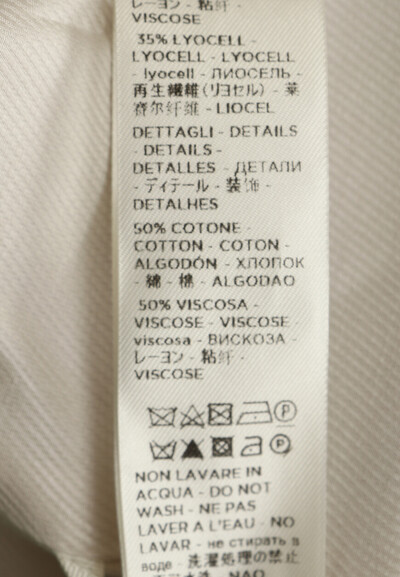 レーヨン - 粘纤 -
VISCOSE
35% LYOCELL -
LYOCELL - LYOCELL
- lyocell - ЛИОСЕЛЬ -
再生繊維(リヨセル) - 莱
赛尔纤维 - LIOCEL
DETTAGLI - DETAILS
- DETAILS -
DETALLES - ДЕТАЛИ
- ディテール - 装饰 -
DETALHES
50% COTONE -
COTTON - COTON -
ALGODÓN - ХЛОПОК
- 綿 - 棉 - ALGODAO
50% VISCOSA -
VISCOSE - VISCOSE -
viscosa - ВИСКОЗА -
レーヨン - 粘纤 -
VISCOSE
P
P
NON LAVARE IN
ACQUA - DO NOT
WASH - NE PAS
LAVER A L'EAU - NO
LAVAR - не стирать в
воде - 洗濯処理の禁止
NAO